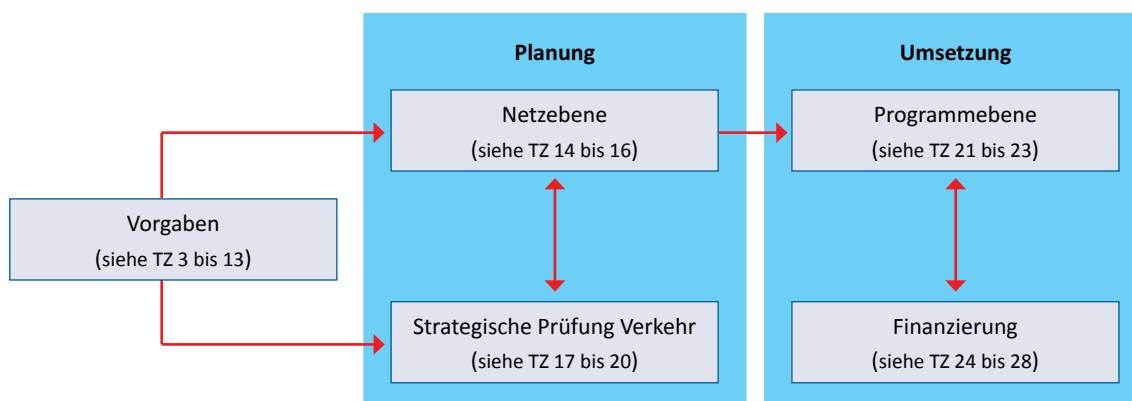 Planung
Umsetzung
Netzebene
(siehe TZ 14 bis 16)
Programmebene
(siehe TZ 21 bis 23)
Vorgaben
(siehe TZ 3 bis 13)
Strategische Prüfung Verkehr
(siehe TZ 17 bis 20)
Finanzierung
(siehe TZ 24 bis 28)